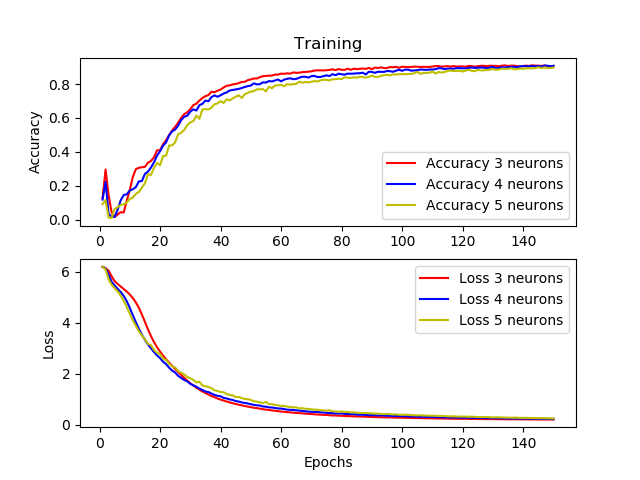 Training
Accuracy
0.8
0.6
0.4
0.2
0.0
Accuracy 3 neurons
Accuracy 4 neurons
Accuracy 5 neurons
0 20 40 60 80 100 120 140
Loss
6
4
2
0
Loss 3 neurons
Loss 4 neurons
Loss 5 neurons
0 20 40 60 80 100 120 140
Epochs